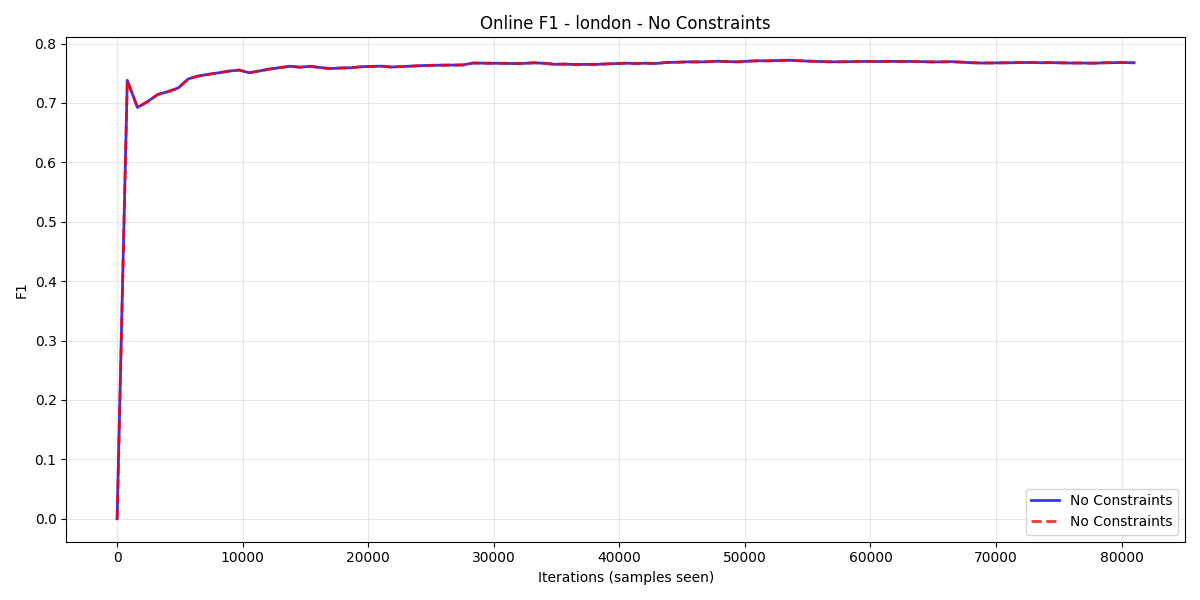 Online F1 - london - No Constraints
0.8
0.7
0.6
0.5
0.4
0.3
0.2
0.1
0.0
F1
0 10000 20000 30000 40000 50000 60000 70000 80000
Iterations (samples seen)
No Constraints
No Constraints